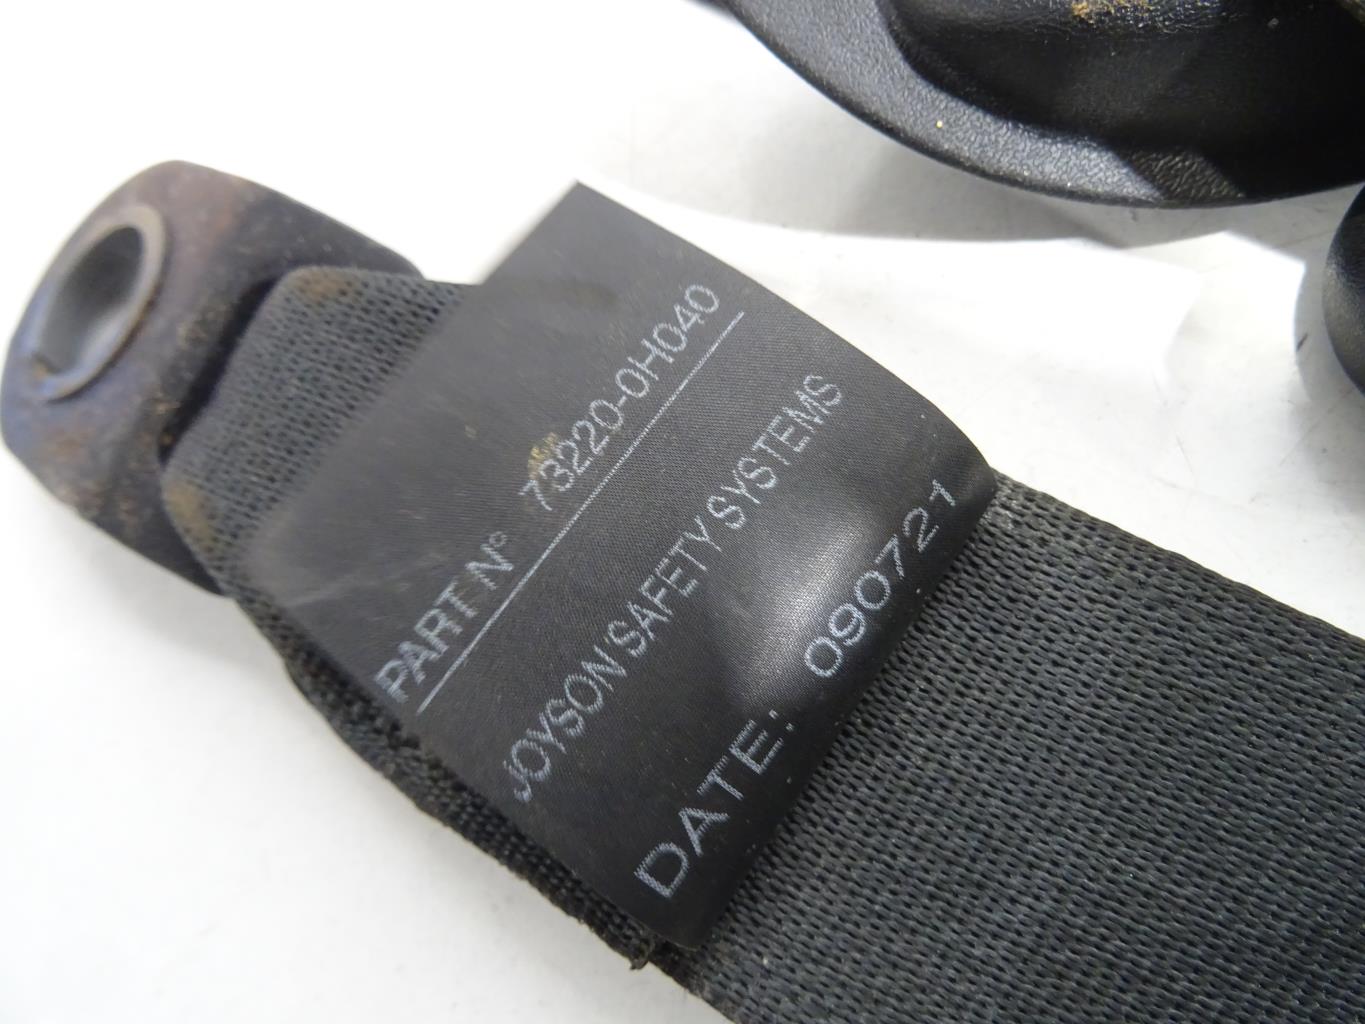 PART N° 73220-0H040
JOYSON SAFETY SYSTEMS
DATE: 090721